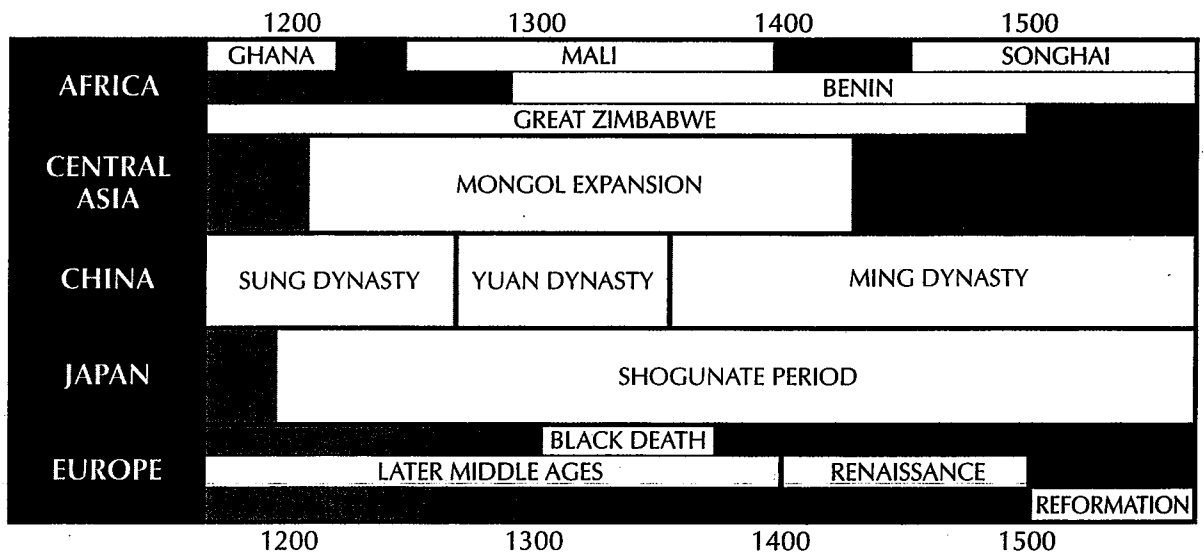 1200 1300 1400 1500
GHANA MALI SONGHAI
AFRICA BENIN
GREAT ZIMBABWE
CENTRAL
ASIA
MONGOL EXPANSION
CHINA SUNG DYNASTY YUAN DYNASTY MING DYNASTY
JAPAN SHOGUNATE PERIOD
BLACK DEATH
EUROPE LATER MIDDLE AGES RENAISSANCE
REFORMATION
1200 1300 1400 1500